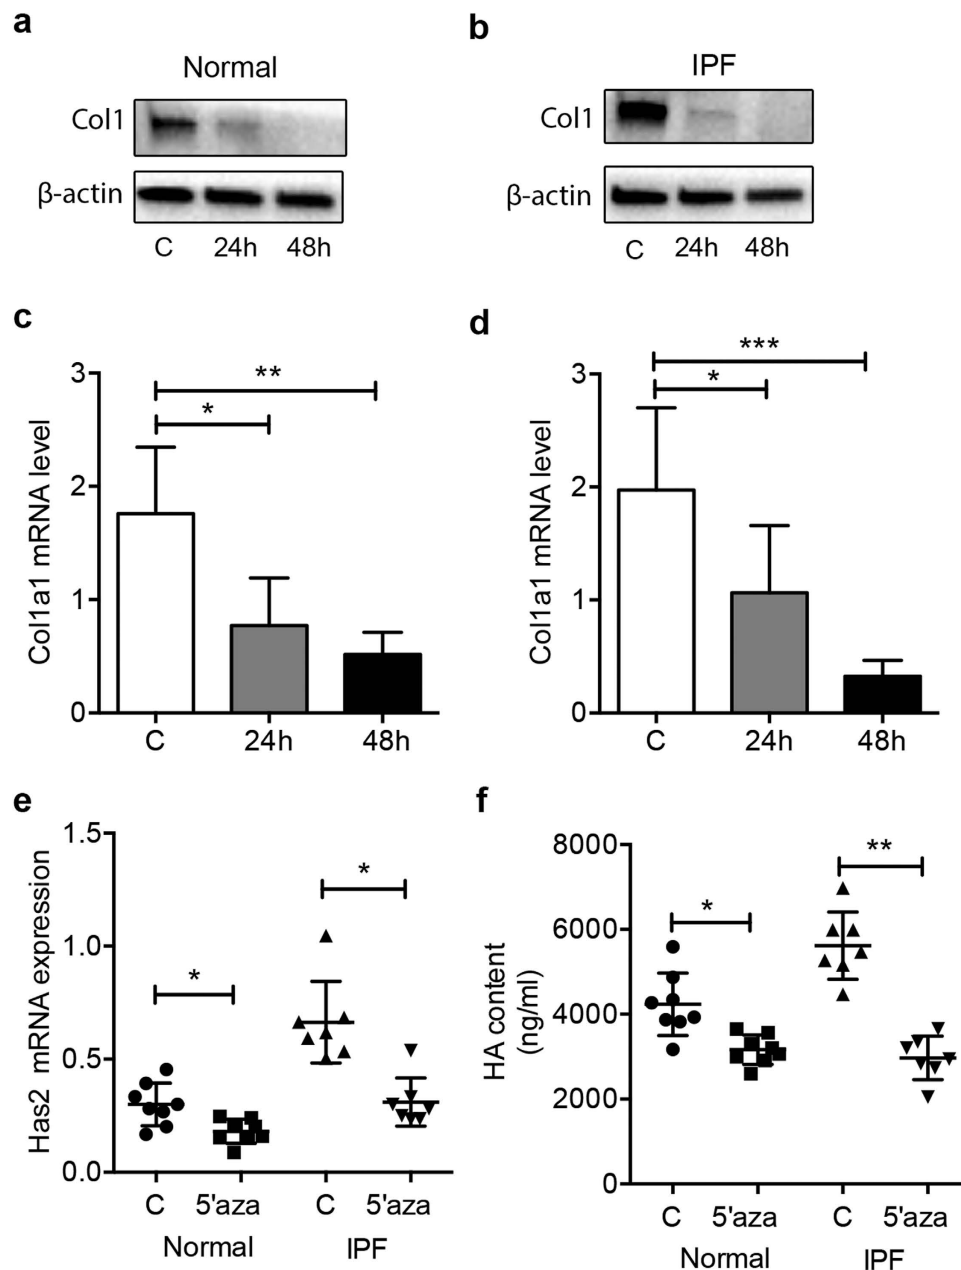 a
Normal
Col1
β-actin
C 24h 48h
b
IPF
Col1
β-actin
C 24h 48h
c
Col1a1 mRNA level
3
2
1
0
**
*
C 24h 48h
d
Col1a1 mRNA level
3
2
1
0
***
*
C 24h 48h
e
Has2 mRNA expression
1.5
1.0
0.5
0.0
*
*
C 5'aza C 5'aza
Normal IPF
f
HA content
(ng/ml)
8000
6000
4000
2000
0
*
**
C 5'aza C 5'aza
Normal IPF